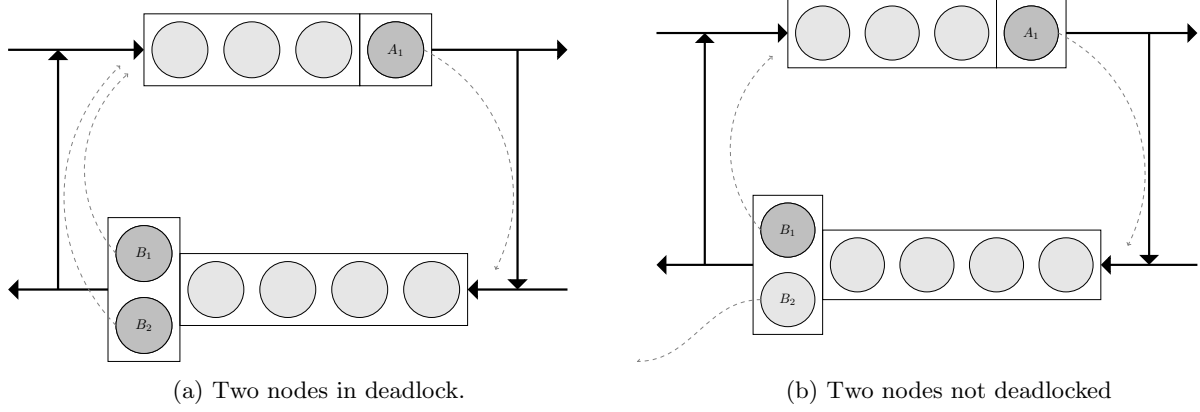 A1
A1
B1
B1
B2
B2
(a) Two nodes in deadlock.
(b) Two nodes not deadlocked